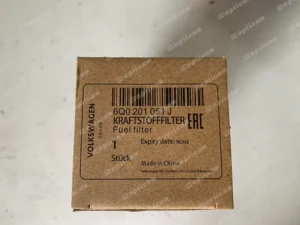 VOLKSWAGEN
6Q0 201 051 J
KRAFTSTOFFFILTER
Fuel filter
EAC
Expiry date: NONE
1
Stück
Made in China